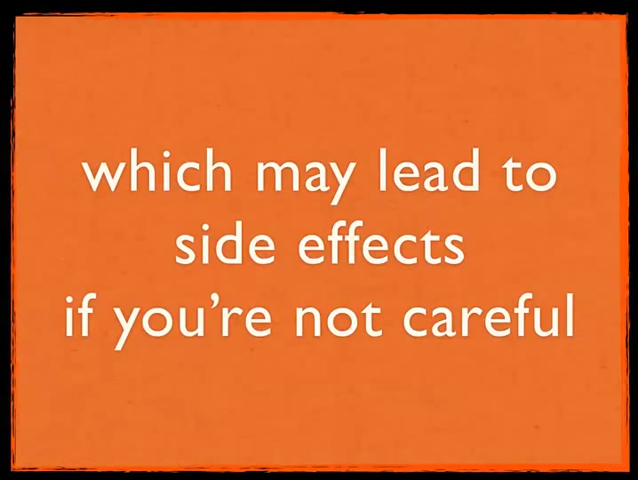 which may lead to
side effects
if you’re not careful